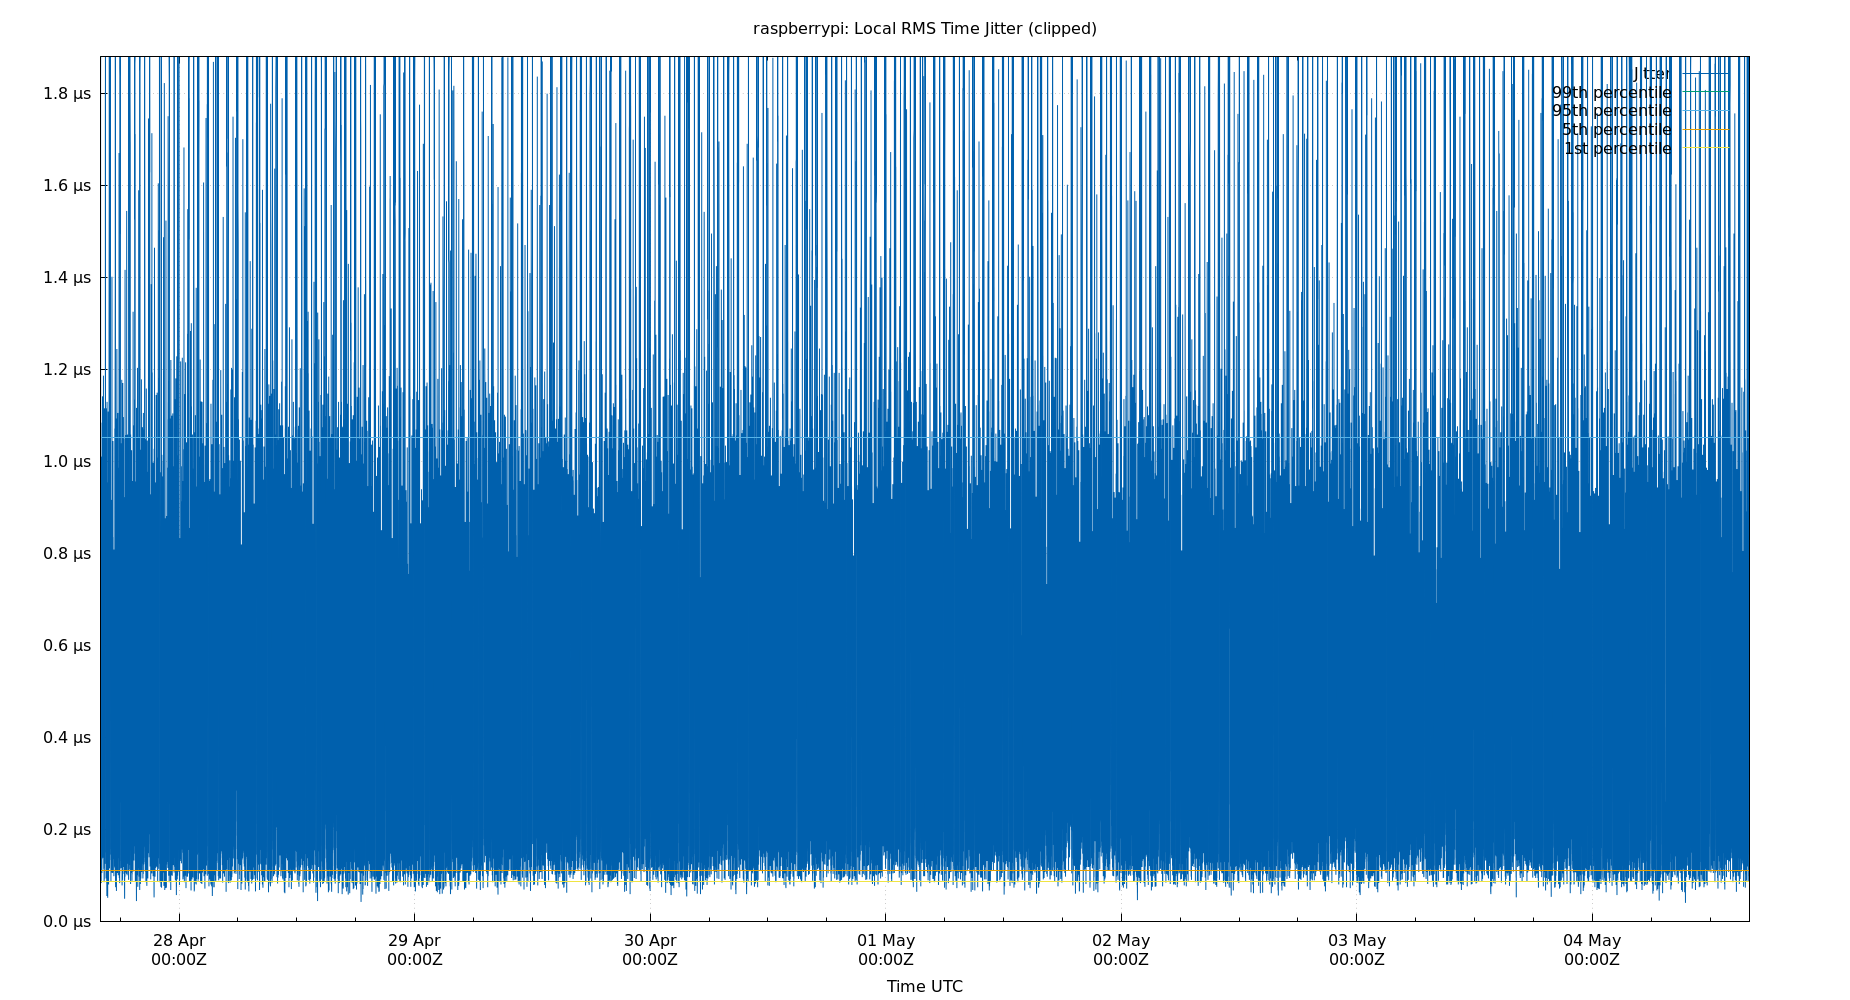 raspberrypi: Local RMS Time Jitter (clipped)
1.8 µs
1.6 µs
1.4 µs
1.2 µs
1.0 µs
0.8 µs
0.6 µs
0.4 µs
0.2 µs
0.0 µs
Jitter
99th percentile
95th percentile
5th percentile
1st percentile
28 Apr
00:00Z
29 Apr
00:00Z
30 Apr
00:00Z
01 May
00:00Z
02 May
00:00Z
03 May
00:00Z
04 May
00:00Z
Time UTC